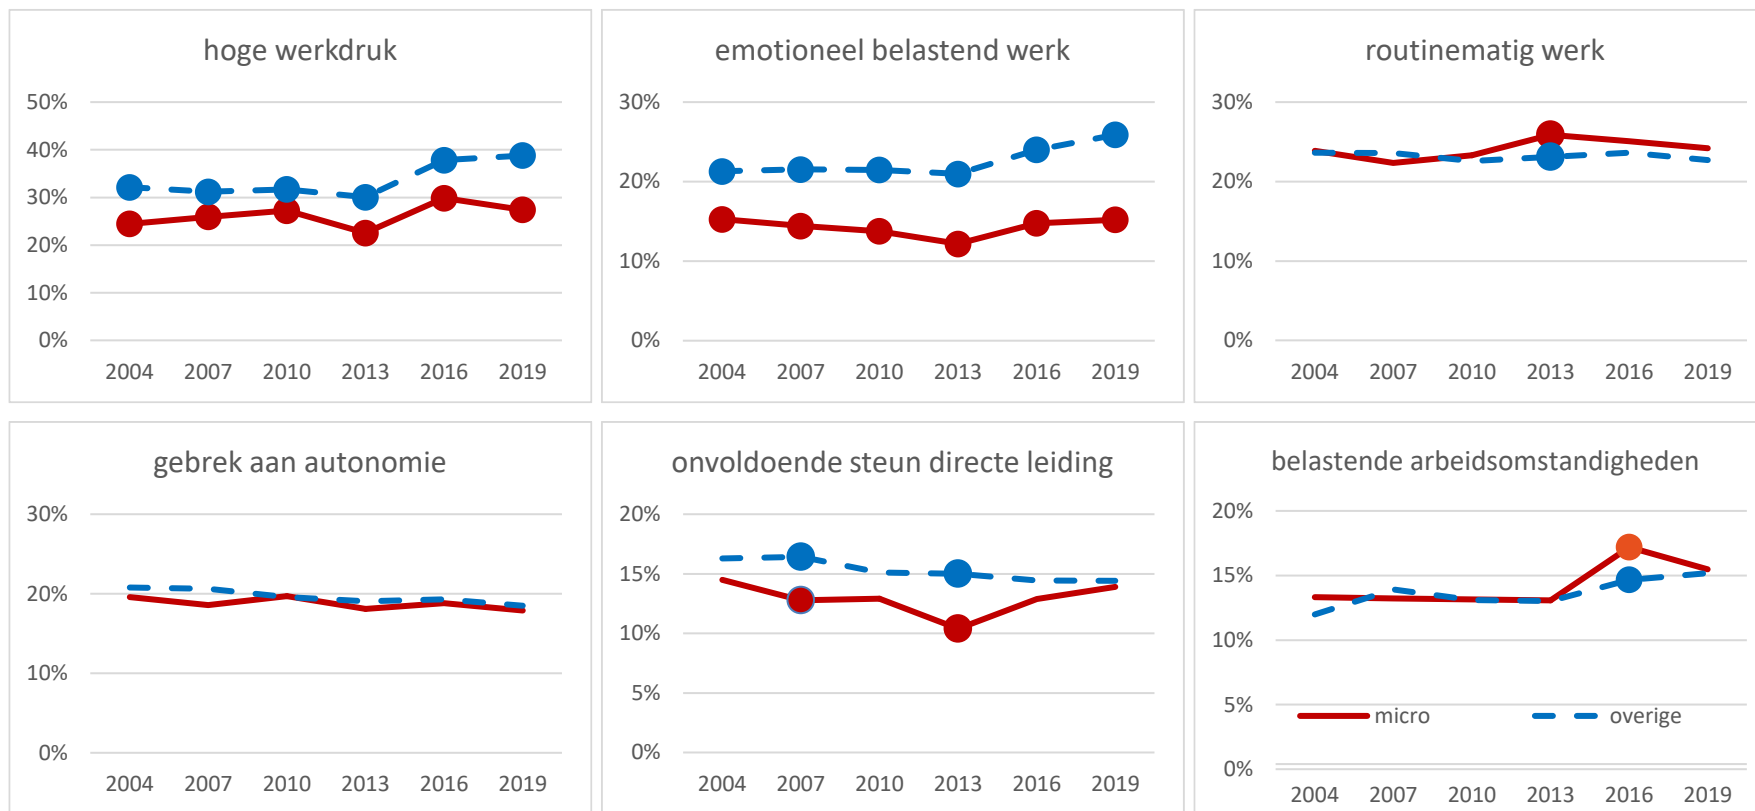 hoge werkdruk
50%
40%
30%
20%
10%
0%
2004 2007 2010 2013 2016 2019
emotioneel belastend werk
30%
20%
10%
0%
2004 2007 2010 2013 2016 2019
routinematig werk
30%
20%
10%
0%
2004 2007 2010 2013 2016 2019
gebrek aan autonomie
30%
20%
10%
0%
2004 2007 2010 2013 2016 2019
onvoldoende steun directe leiding
20%
15%
10%
5%
0%
2004 2007 2010 2013 2016 2019
belastende arbeidsomstandigheden
20%
15%
10%
5%
micro overige
0%
2004 2007 2010 2013 2016 2019